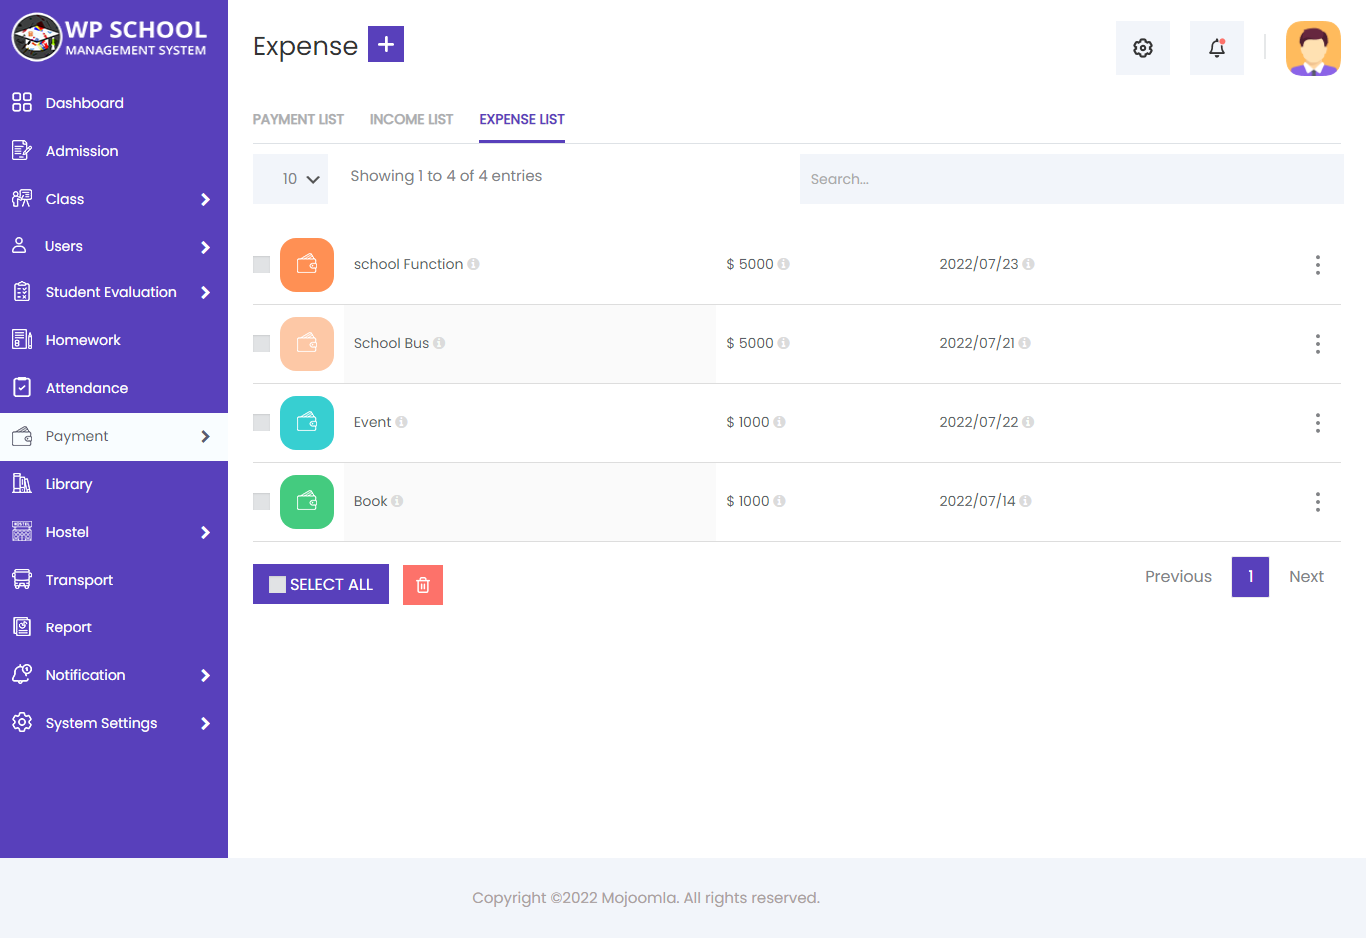 WP SCHOOL
MANAGEMENT SYSTEM
Dashboard
Admission
Class
Users
Student Evaluation
Homework
Attendance
Payment
Library
Hostel
Transport
Report
Notification
System Settings
Expense +
PAYMENT LIST INCOME LIST EXPENSE LIST
10 Showing 1 to 4 of 4 entries Search...
school Function $ 5000 2022/07/23
School Bus $ 5000 2022/07/21
Event $ 1000 2022/07/22
Book $ 1000 2022/07/14
SELECT ALL Previous 1 Next
Copyright ©2022 Mojoomla. All rights reserved.